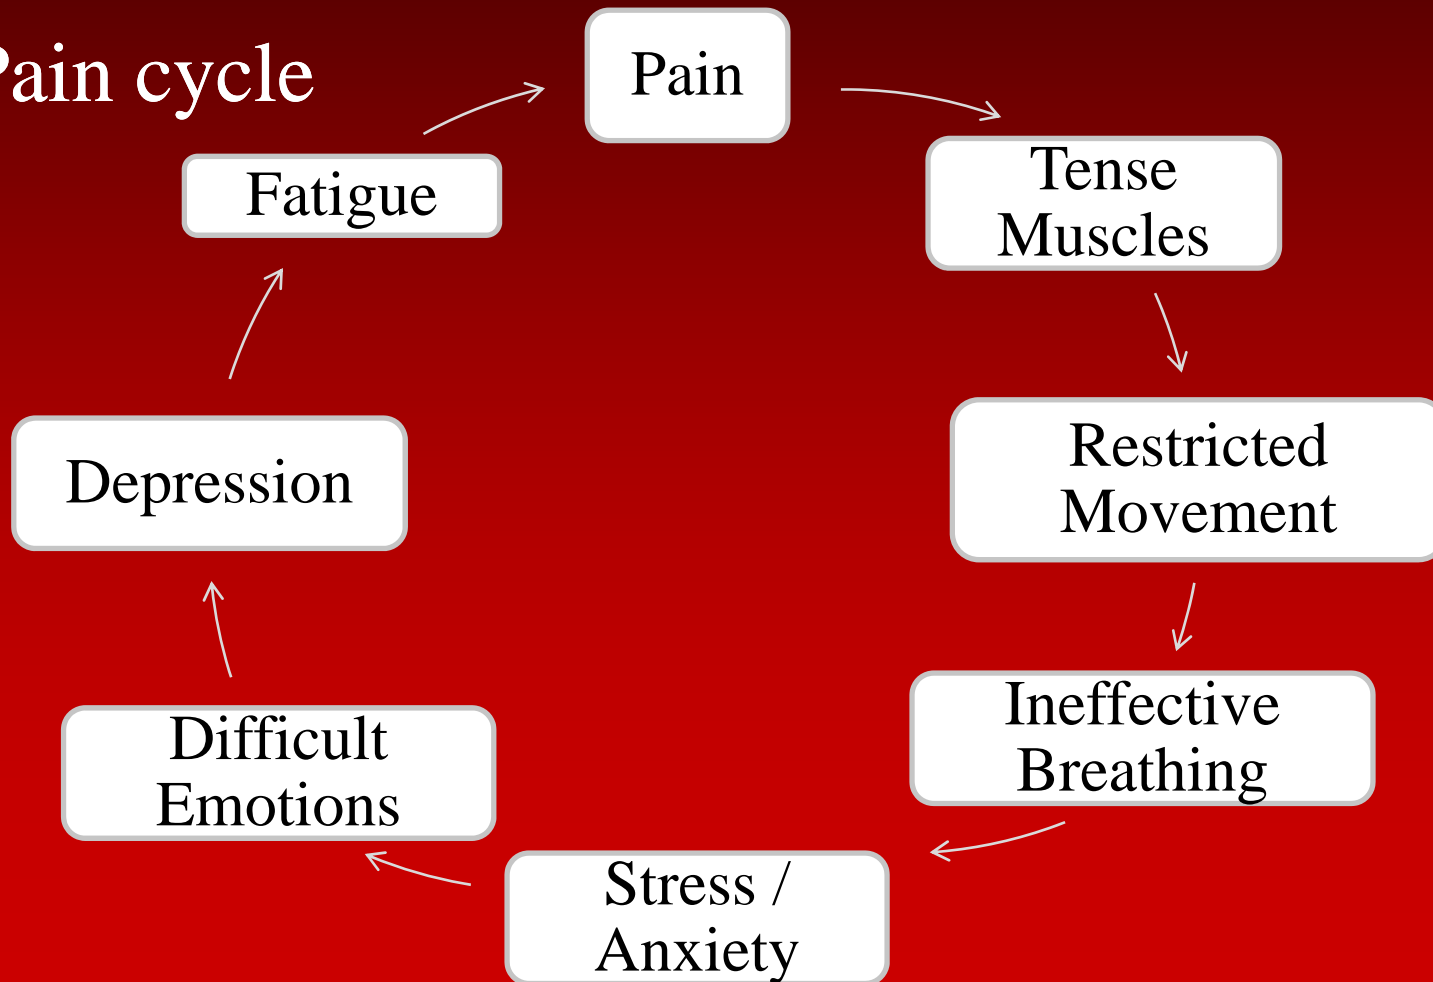 Pain cycle
Pain
Tense
Muscles
Restricted
Movement
Ineffective
Breathing
Stress /
Anxiety
Difficult
Emotions
Depression
Fatigue